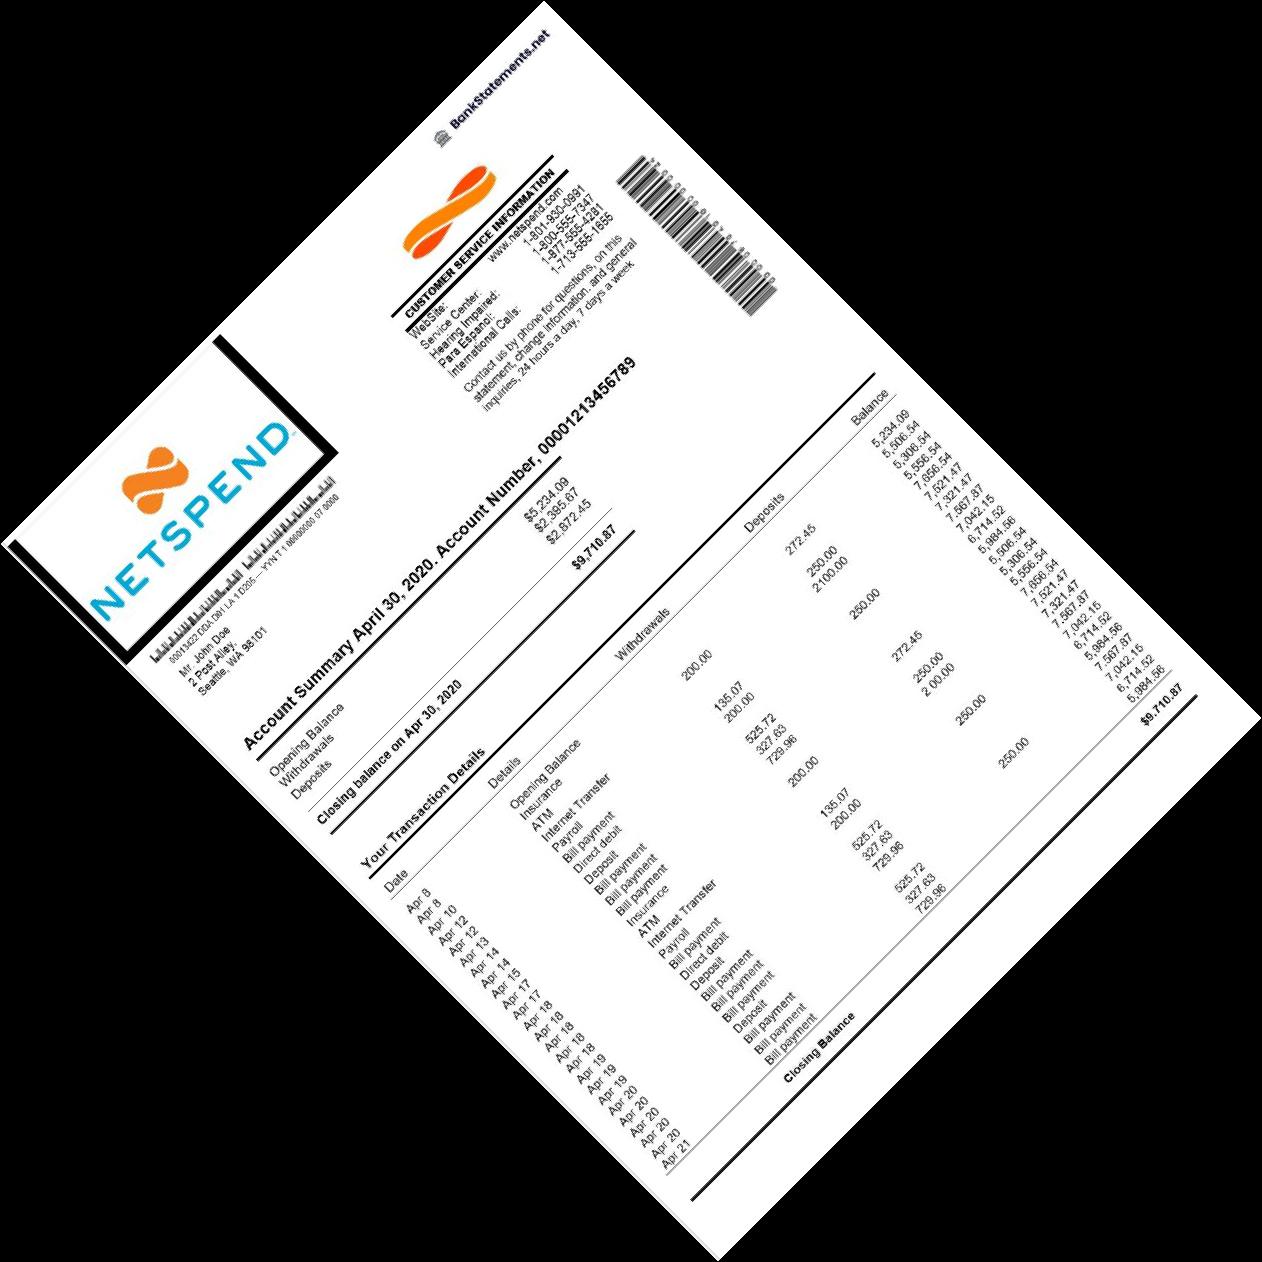 BankStatements.net
CUSTOMER SERVICE INFORMATION
WebSite: www.netspend.com
Service Center: 1-801-930-0991
Hearing Impaired: 1-800-555-7347
Para Espanol: 1-877-555-4281
International Calls: 1-713-555-1655
Contact us by phone for questions, on this
statement, change information, and general
inquiries, 24 hours a day, 7 days a week
NETSPEND
00013422 DDA D01 LA 1 ID205 -- YYN T 1 00000000 07 0000
Mr. John Doe
2 Post Alley,
Seattle, WA 98101
Account Summary April 30, 2020. Account Number, 00001213456789
Opening Balance $5,234.09
Withdrawals $2,395.67
Deposits $2,872.45
Closing balance on Apr 30, 2020 $9,710.87
Your Transaction Details
Date Details Withdrawals Deposits Balance
Apr 8 Opening Balance 5,234.09
Apr 8 Insurance 272.45 5,506.54
Apr 10 ATM 200.00 5,306.54
Apr 12 Internet Transfer 250.00 5,556.54
Apr 12 Payroll 2100.00 7,656.54
Apr 13 Bill payment 135.07 7,521.47
Apr 14 Direct debit 200.00 7,321.47
Apr 14 Deposit 250.00 7.567.87
Apr 15 Bill payment 525.72 7,042.15
Apr 17 Bill payment 327.63 6,714.52
Apr 17 Bill payment 729.96 5,984.56
Apr 18 Insurance 272.45 5,506.54
Apr 18 ATM 200.00 5,306.54
Apr 18 Internet Transfer 250.00 5,556.54
Apr 18 Payroll 2 00.00 7,656.54
Apr 18 Bill payment 135.07 7,521.47
Apr 19 Direct debit 200.00 7,321.47
Apr 19 Deposit 250.00 7.567.87
Apr 19 Bill payment 525.72 7,042.15
Apr 20 Bill payment 327.63 6,714.52
Apr 20 Bill payment 729.96 5,984.56
Apr 20 Deposit 250.00 7.567.87
Apr 20 Bill payment 525.72 7,042.15
Apr 20 Bill payment 327.63 6,714.52
Apr 21 Bill payment 729.96 5,984.56
Closing Balance $9,710.87